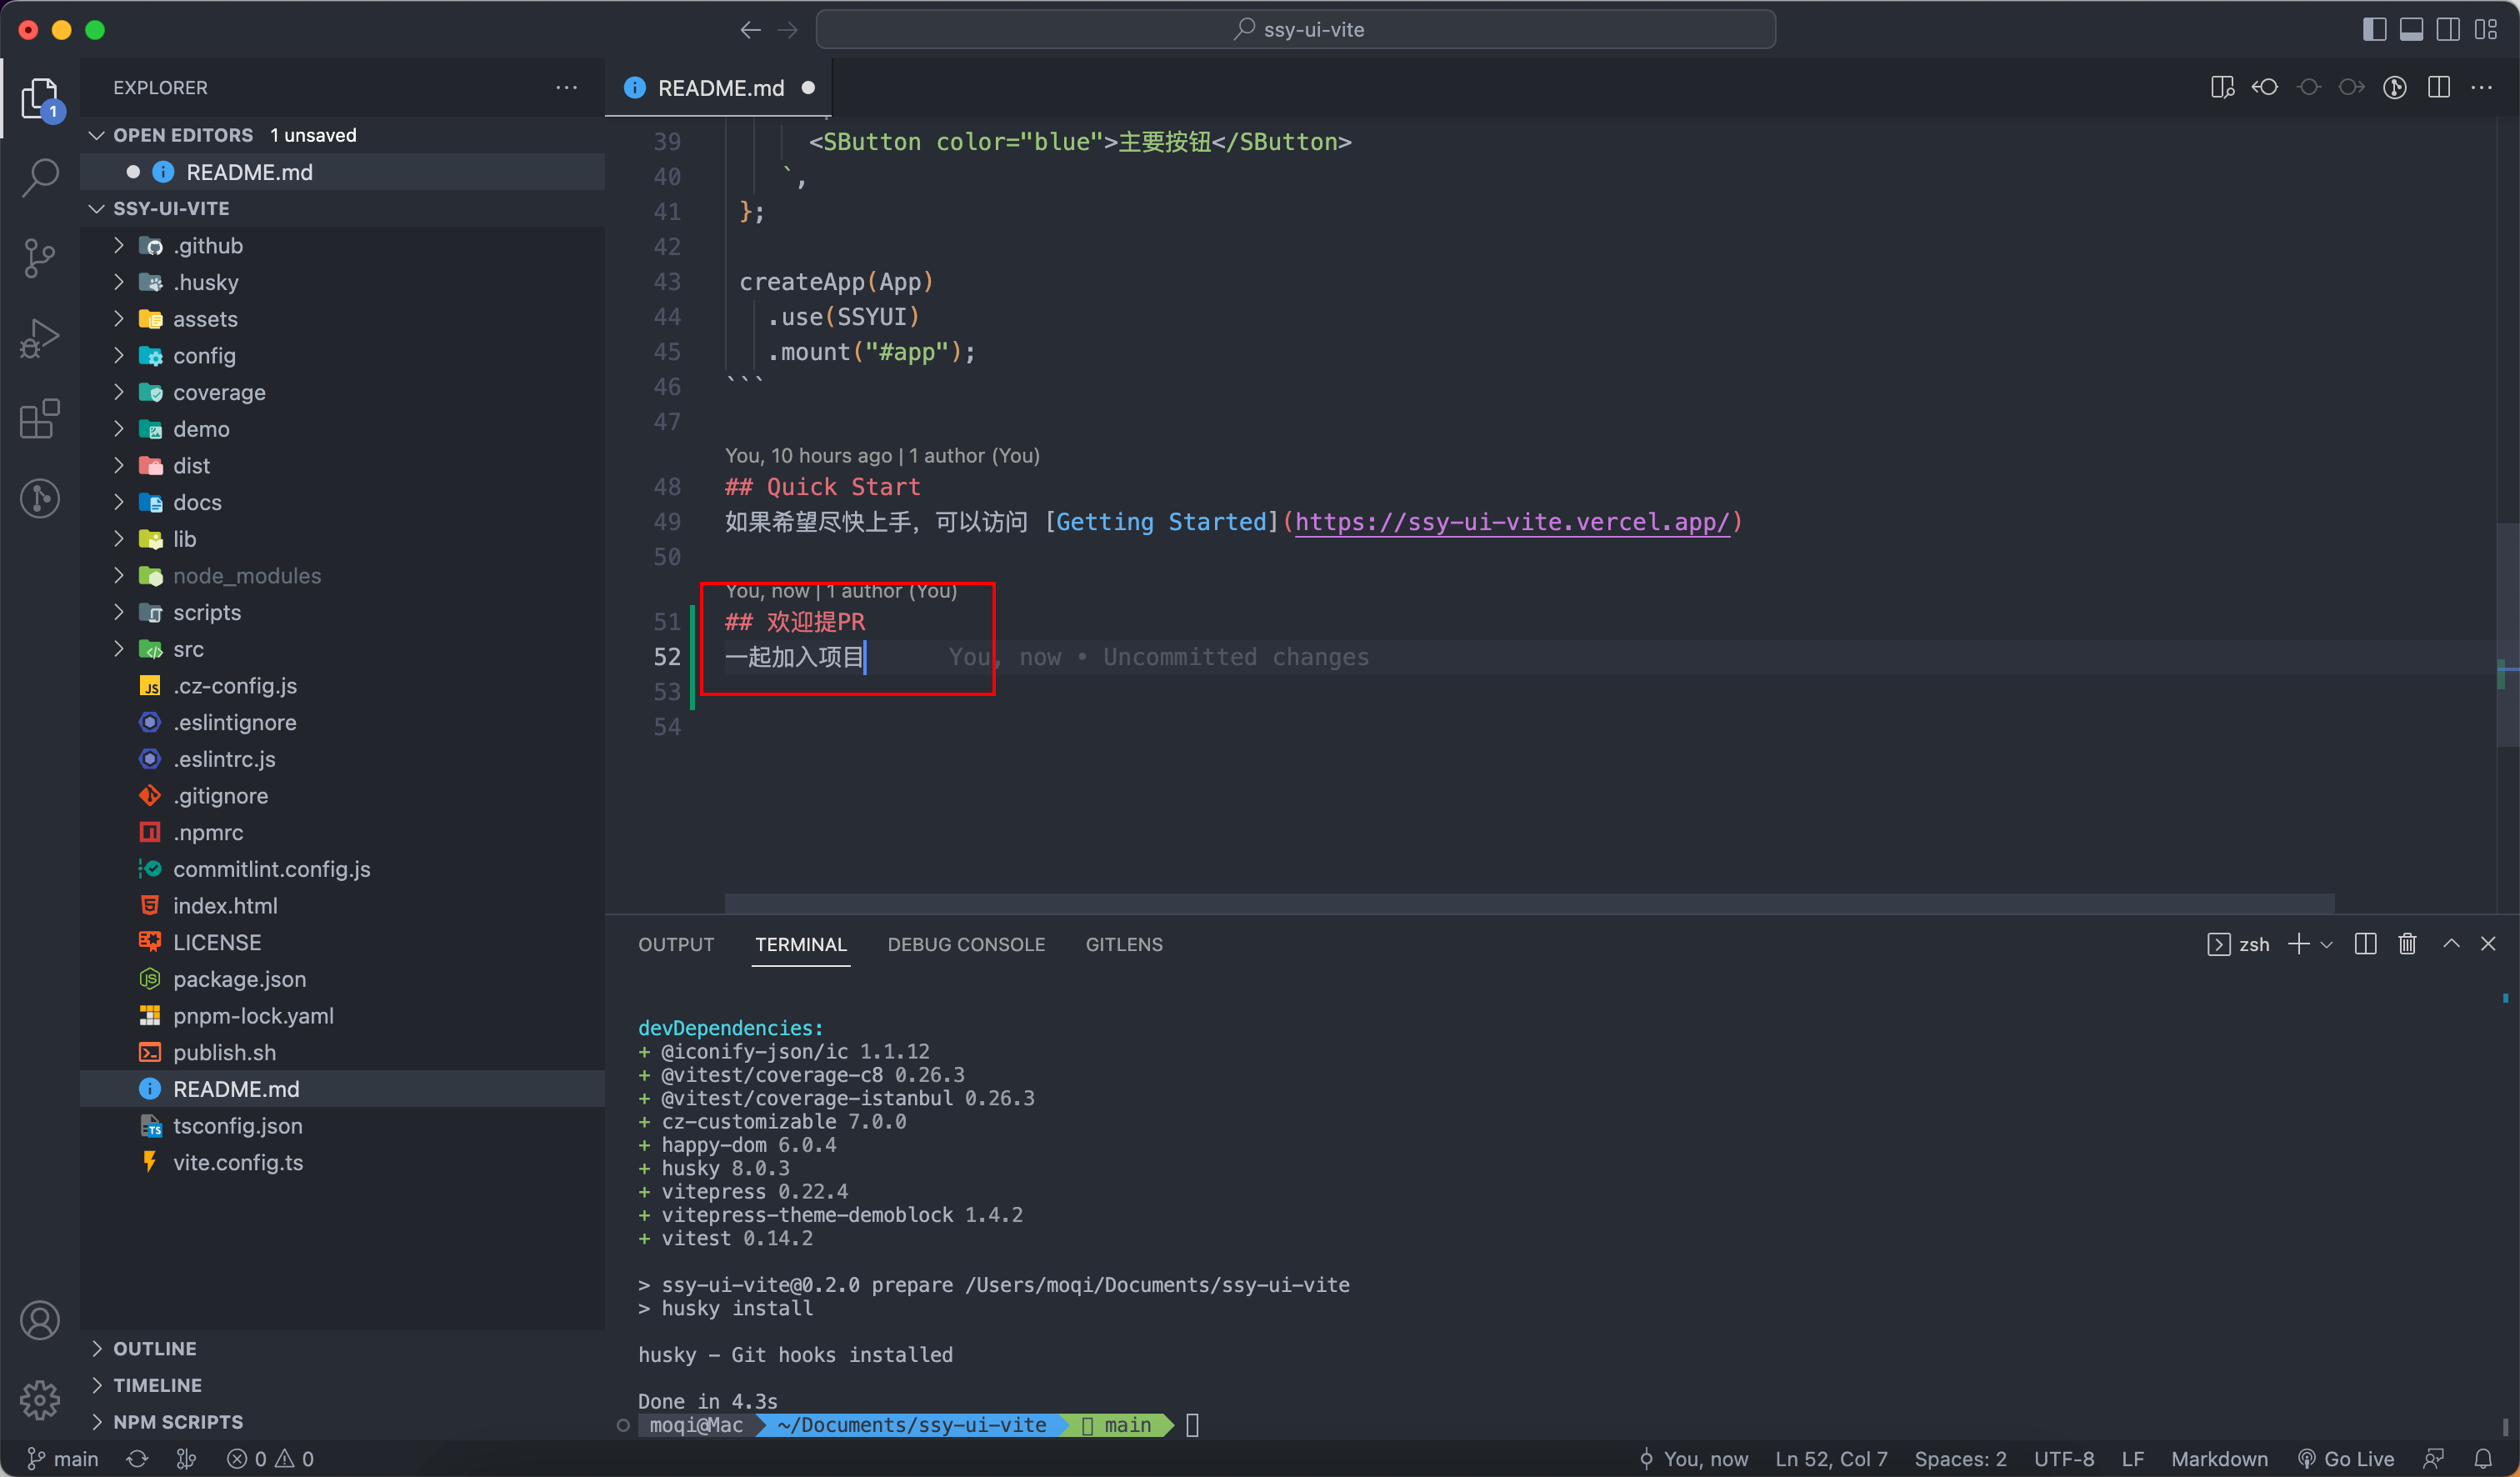 ssy-ui-vite
EXPLORER
README.md
1
OPEN EDITORS 1 unsaved
README.md
SSY-UI-VITE
.github
.husky
assets
config
coverage
demo
dist
docs
lib
node_modules
scripts
src
.cz-config.js
.eslintignore
.eslintrc.js
.gitignore
.npmrc
commitlint.config.js
index.html
LICENSE
package.json
pnpm-lock.yaml
publish.sh
README.md
tsconfig.json
vite.config.ts
OUTLINE
TIMELINE
NPM SCRIPTS
39 <SButton color="blue">主要按钮</SButton>
40 `,
41 };
42
43 createApp(App)
44 .use(SSYUI)
45 .mount("#app");
46 ```
47
You, 10 hours ago | 1 author (You)
48 ## Quick Start
49 如果希望尽快上手，可以访问 [Getting Started](https://ssy-ui-vite.vercel.app/)
50
You, now | 1 author (You)
51 ## 欢迎提PR
52 一起加入项目 You, now • Uncommitted changes
53
54
OUTPUT TERMINAL DEBUG CONSOLE GITLENS
zsh
devDependencies:
+ @iconify-json/ic 1.1.12
+ @vitest/coverage-c8 0.26.3
+ @vitest/coverage-istanbul 0.26.3
+ cz-customizable 7.0.0
+ happy-dom 6.0.4
+ husky 8.0.3
+ vitepress 0.22.4
+ vitepress-theme-demoblock 1.4.2
+ vitest 0.14.2
> ssy-ui-vite@0.2.0 prepare /Users/moqi/Documents/ssy-ui-vite
> husky install
husky - Git hooks installed
Done in 4.3s
moqi@Mac ~/Documents/ssy-ui-vite main
main 0 0 You, now Ln 52, Col 7 Spaces: 2 UTF-8 LF Markdown Go Live